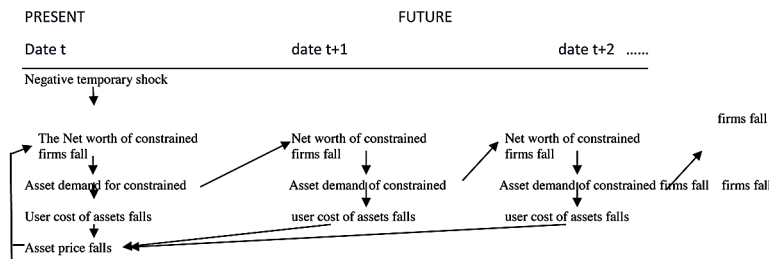 PRESENT FUTURE
Date t date t+1 date t+2 ......
Negative temporary shock
firms fall
The Net worth of constrained Net worth of constrained Net worth of constrained
firms fall firms fall firms fall
Asset demand for constrained Asset demand of constrained Asset demand of constrained firms fall firms fall
User cost of assets falls user cost of assets falls user cost of assets falls
Asset price falls